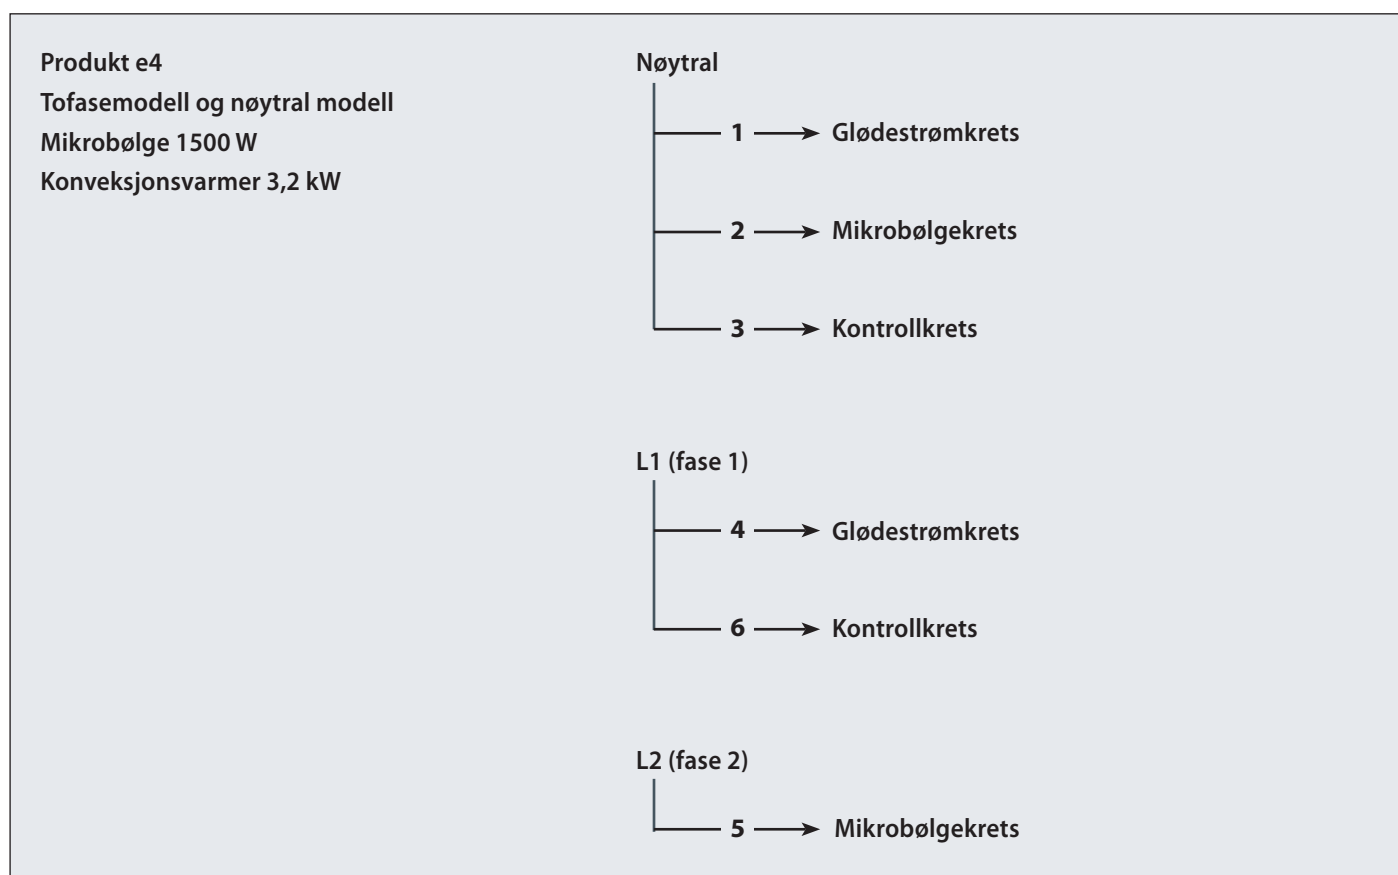 Produkt e4
Tofasemodell og nøytral modell
Mikrobølge 1500 W
Konveksjonsvarmer 3,2 kW
Nøytral
1 Glødestrømkrets
2 Mikrobølgekrets
3 Kontrollkrets
L1 (fase 1)
4 Glødestrømkrets
6 Kontrollkrets
L2 (fase 2)
5 Mikrobølgekrets